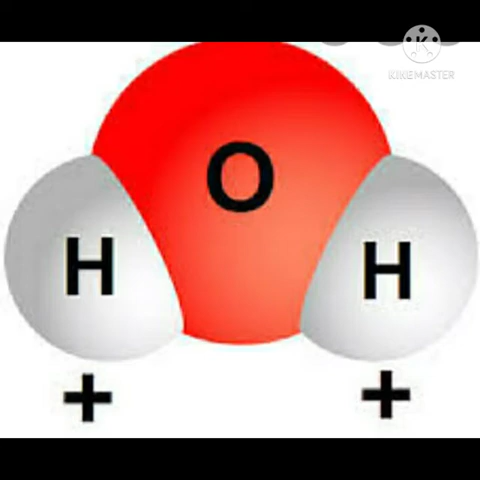 KINEMASTER
O
H H
+ +